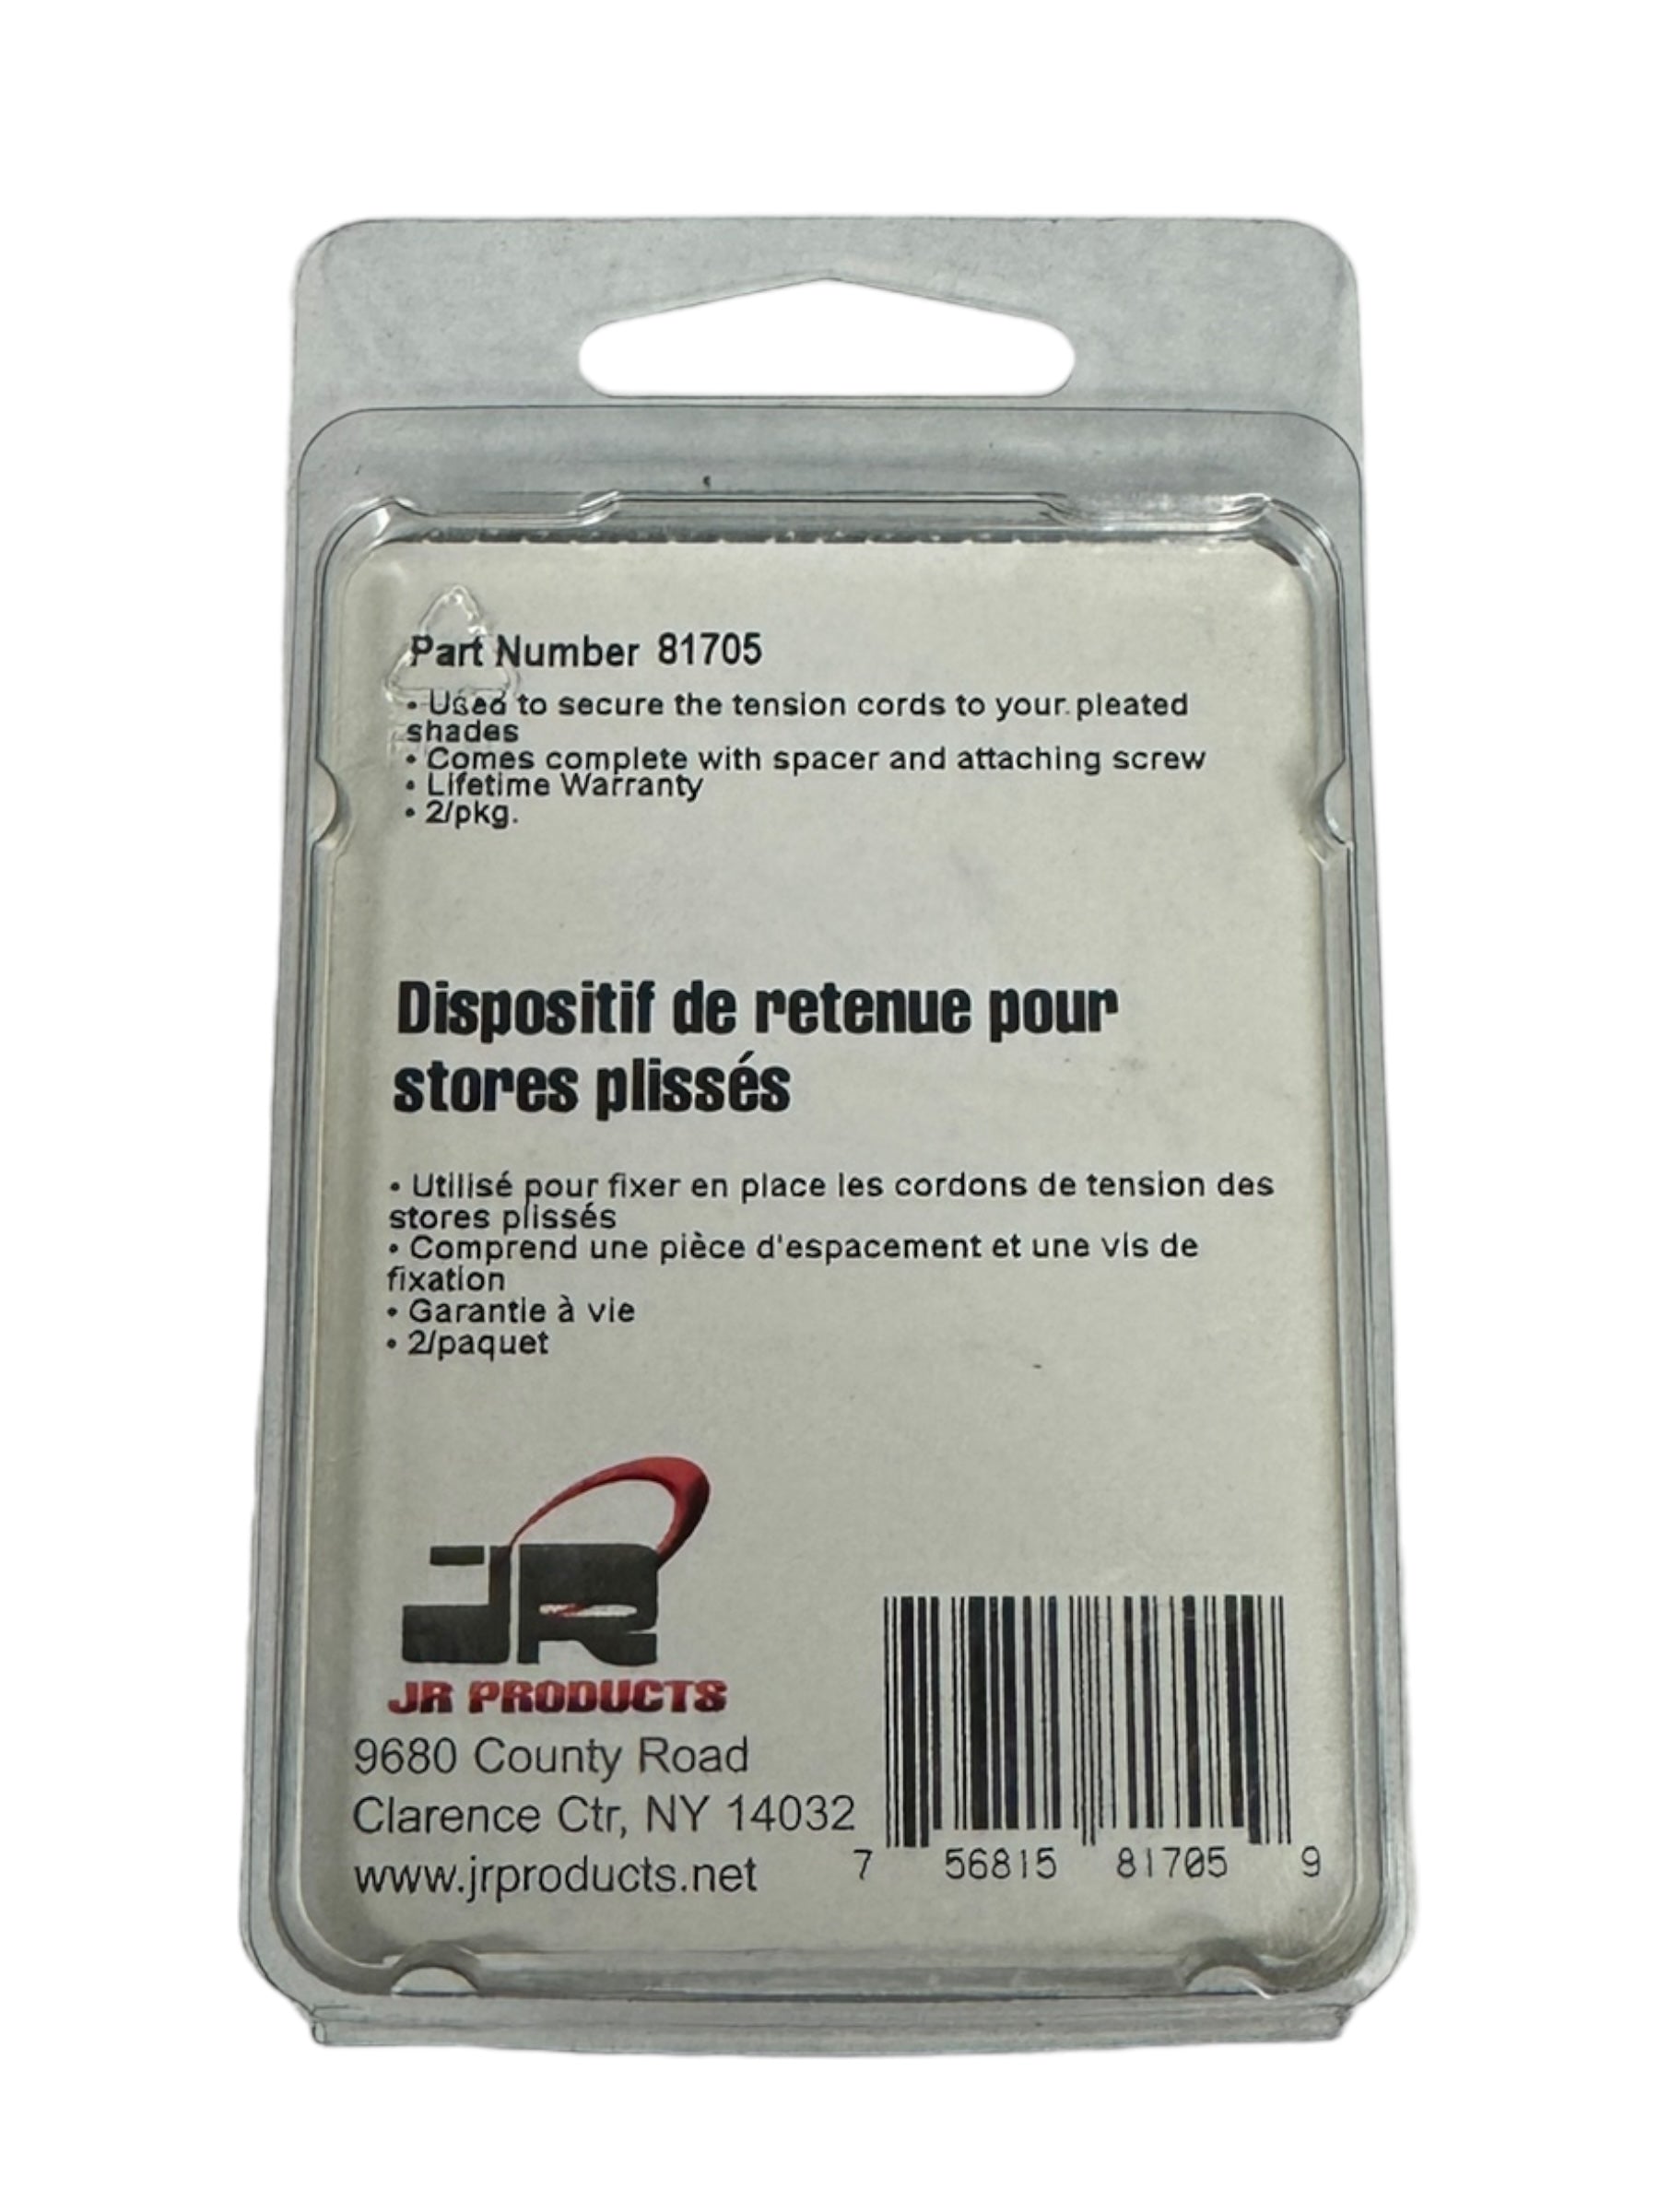 Part Number 81705
• Used to secure the tension cords to your pleated
shades
• Comes complete with spacer and attaching screw
• Lifetime Warranty
• 2/pkg.
Dispositif de retenue pour
stores plissés
• Utilisé pour fixer en place les cordons de tension des
stores plissés
• Comprend une pièce d'espacement et une vis de
fixation
• Garantie à vie
• 2/paquet
JR
JR PRODUCTS
9680 County Road
Clarence Ctr, NY 14032
www.jrproducts.net
7 56815 81705 9